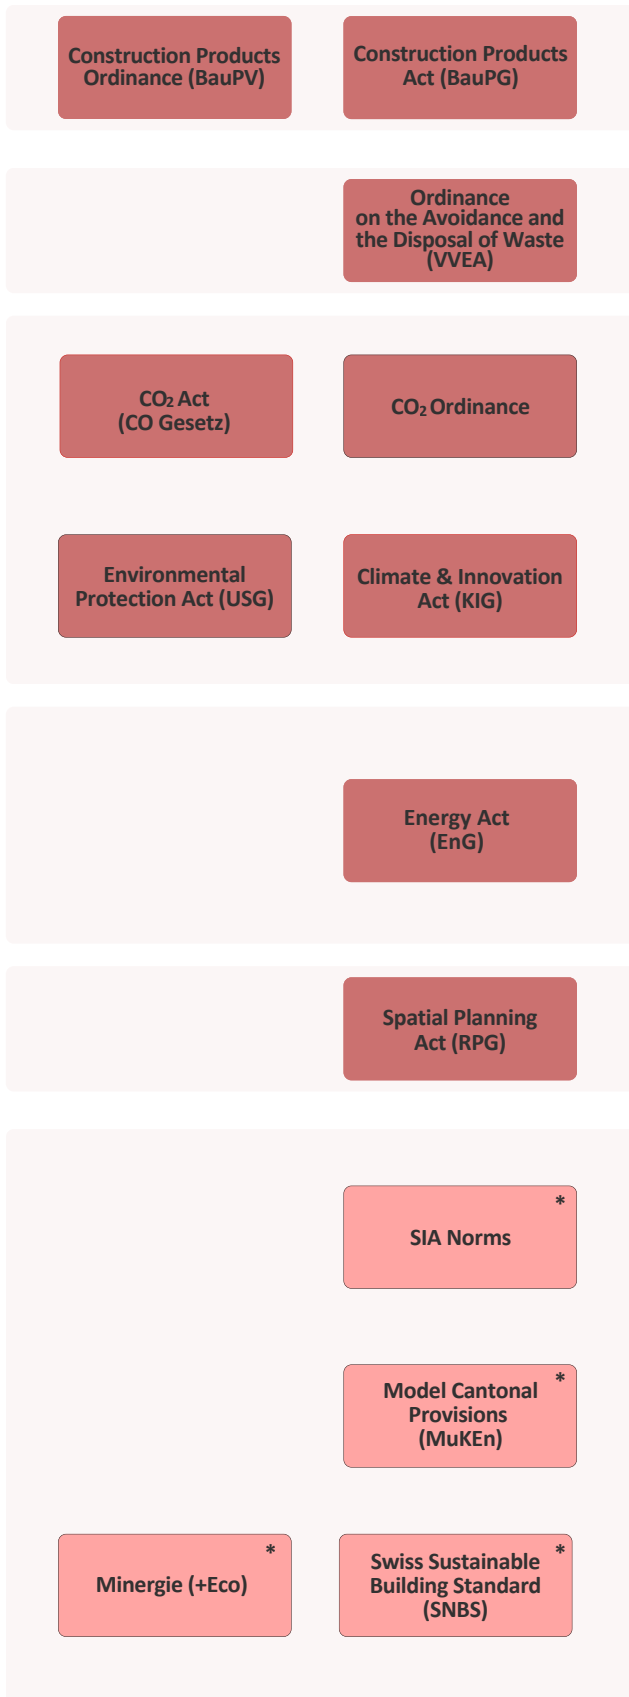 Construction Products
Ordinance (BauPV)
Construction Products
Act (BauPG)
Ordinance
on the Avoidance and
the Disposal of Waste
(VVEA)
CO₂ Act
(CO Gesetz)
CO₂ Ordinance
Environmental
Protection Act (USG)
Climate & Innovation
Act (KIG)
Energy Act
(EnG)
Spatial Planning
Act (RPG)
*
SIA Norms
*
Model Cantonal
Provisions
(MuKEn)
*
Minergie (+Eco)
*
Swiss Sustainable
Building Standard
(SNBS)